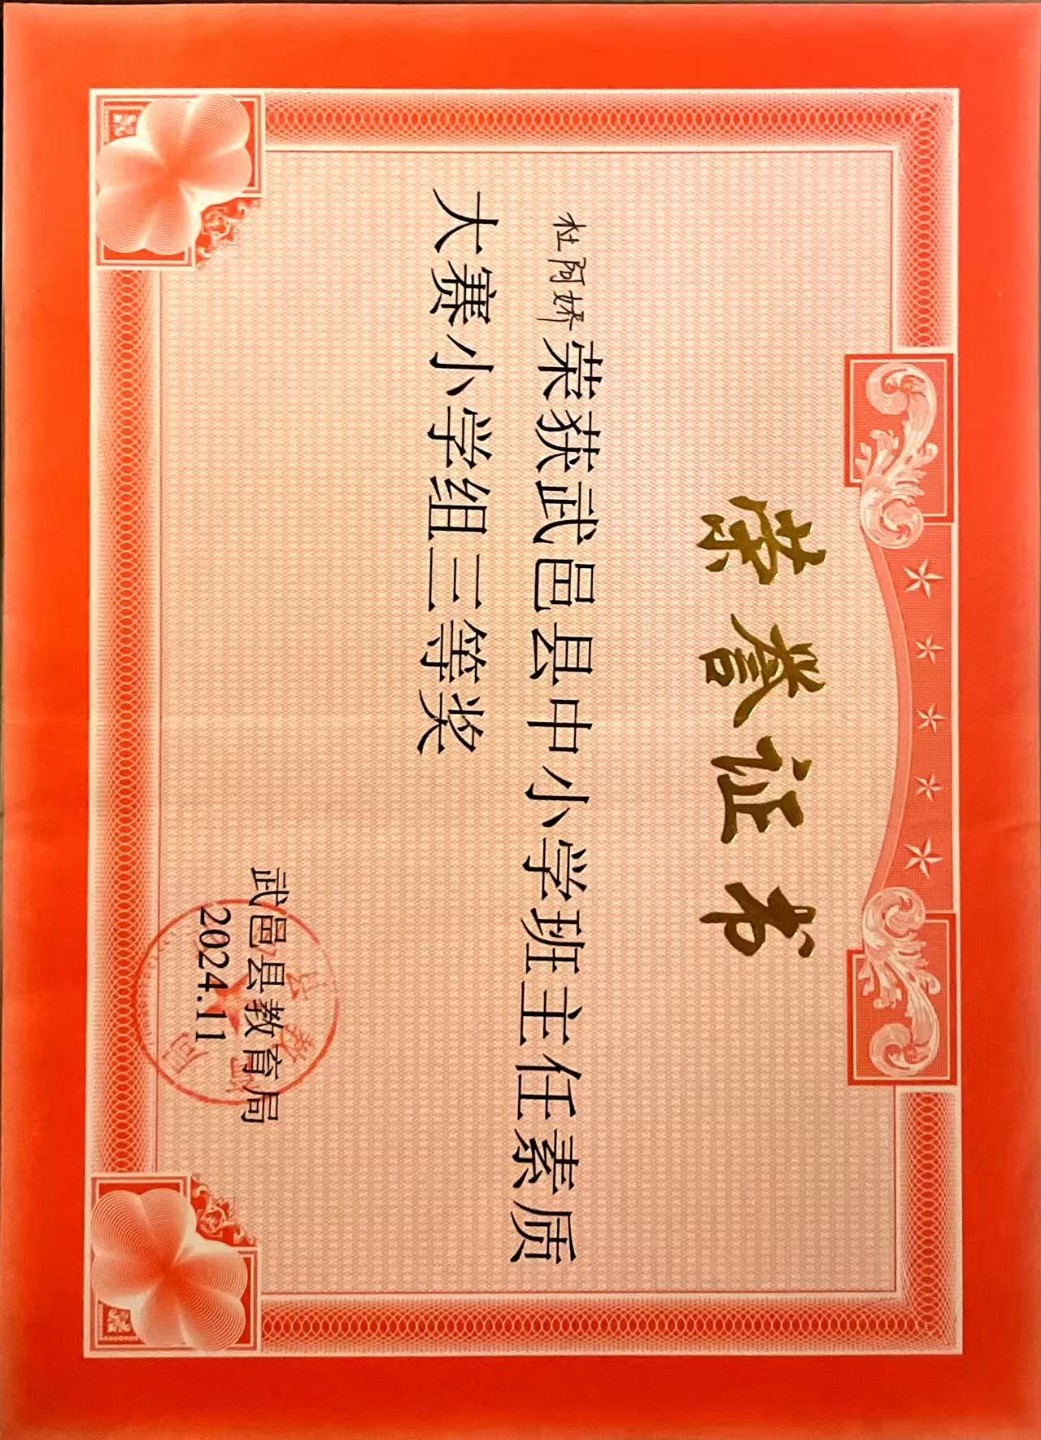 荣誉证书
杜阿娇荣获武邑县中小学班主任素质
大赛小学组三等奖
武邑县教育局
2024.11